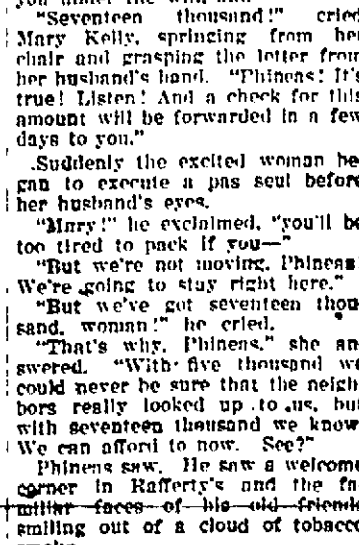 "Seventeen thousand!" cried
Mary Kelly, springing from her
chair and grasping the letter from
her husband's hand. "Phineas! It's
true! Listen! And a check for this
amount will be forwarded in a few
days to you."
Suddenly the excited woman be
gan to execute a pas seul before
her husband's eyes.
"Mary!" he exclaimed, "you'll be
too tired to pack if you—"
"But we're not moving, Phineas!
We're going to stay right here."
"But we've got seventeen thou
sand, woman!" he cried.
"That's why, Phinens," she an
swered. "With five thousand we
could never be sure that the neigh
bors really looked up to us, but
with seventeen thousand we know
We can afford to now. See?"
Phineas saw. He saw a welcome
corner in Rafferty's and the fa
miliar faces of his old friends
smiling out of a cloud of tobacco